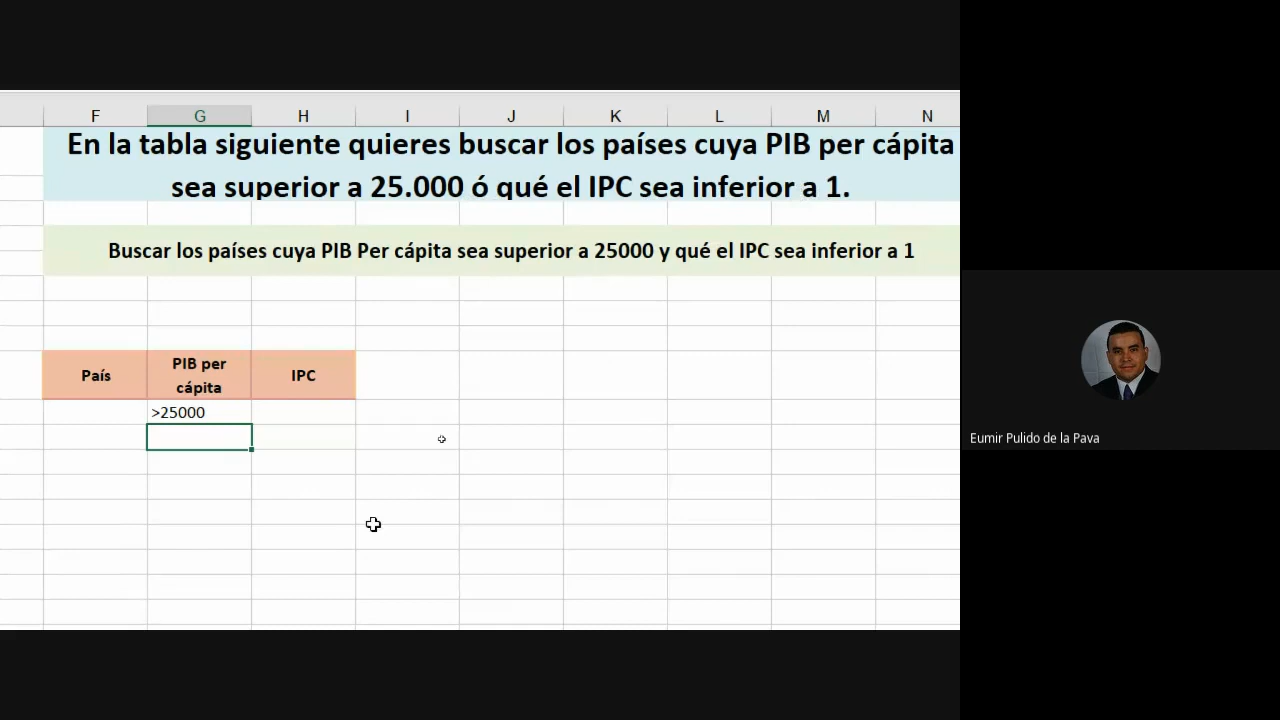 F G H I J K L M N
En la tabla siguiente quieres buscar los países cuya PIB per cápita
sea superior a 25.000 ó qué el IPC sea inferior a 1.
Buscar los países cuya PIB Per cápita sea superior a 25000 y qué el IPC sea inferior a 1
País
PIB per
cápita
IPC
>25000
Eumir Pulido de la Pava